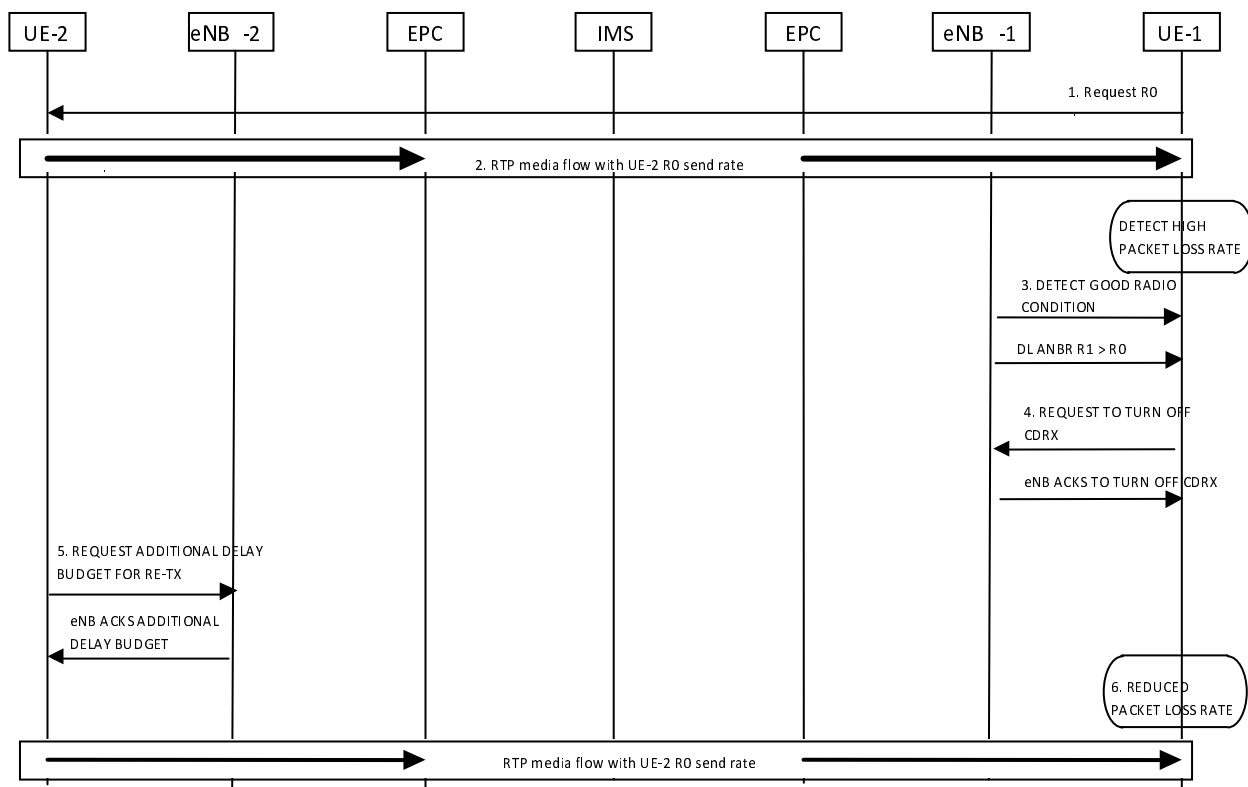 UE-2
eNB -2
EPC
IMS
EPC
eNB -1
UE-1
1. Request R0
2. RTP media flow with UE-2 R0 send rate
DETECT HIGH
PACKET LOSS RATE
3. DETECT GOOD RADIO
CONDITION
DL ANBR R1 > R0
4. REQUEST TO TURN OFF
CDRX
eNB ACKS TO TURN OFF CDRX
5. REQUEST ADDITIONAL DELAY
BUDGET FOR RE-TX
eNB ACKS ADDITIONAL
DELAY BUDGET
6. REDUCED
PACKET LOSS RATE
RTP media flow with UE-2 R0 send rate